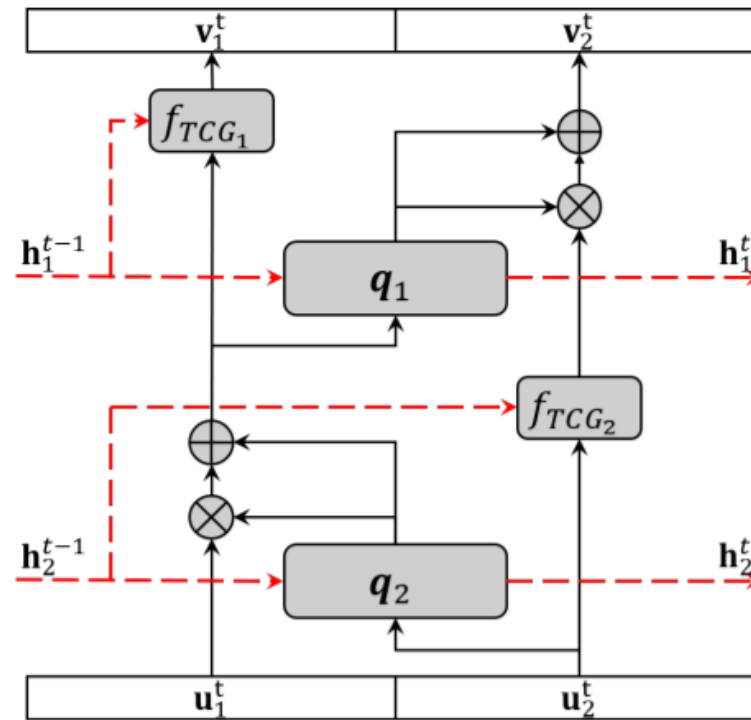 v₁ᵗ v₂ᵗ
f_TCG₁
h₁ᵗ⁻¹ q₁ h₁ᵗ
f_TCG₂
h₂ᵗ⁻¹ q₂ h₂ᵗ
u₁ᵗ u₂ᵗ